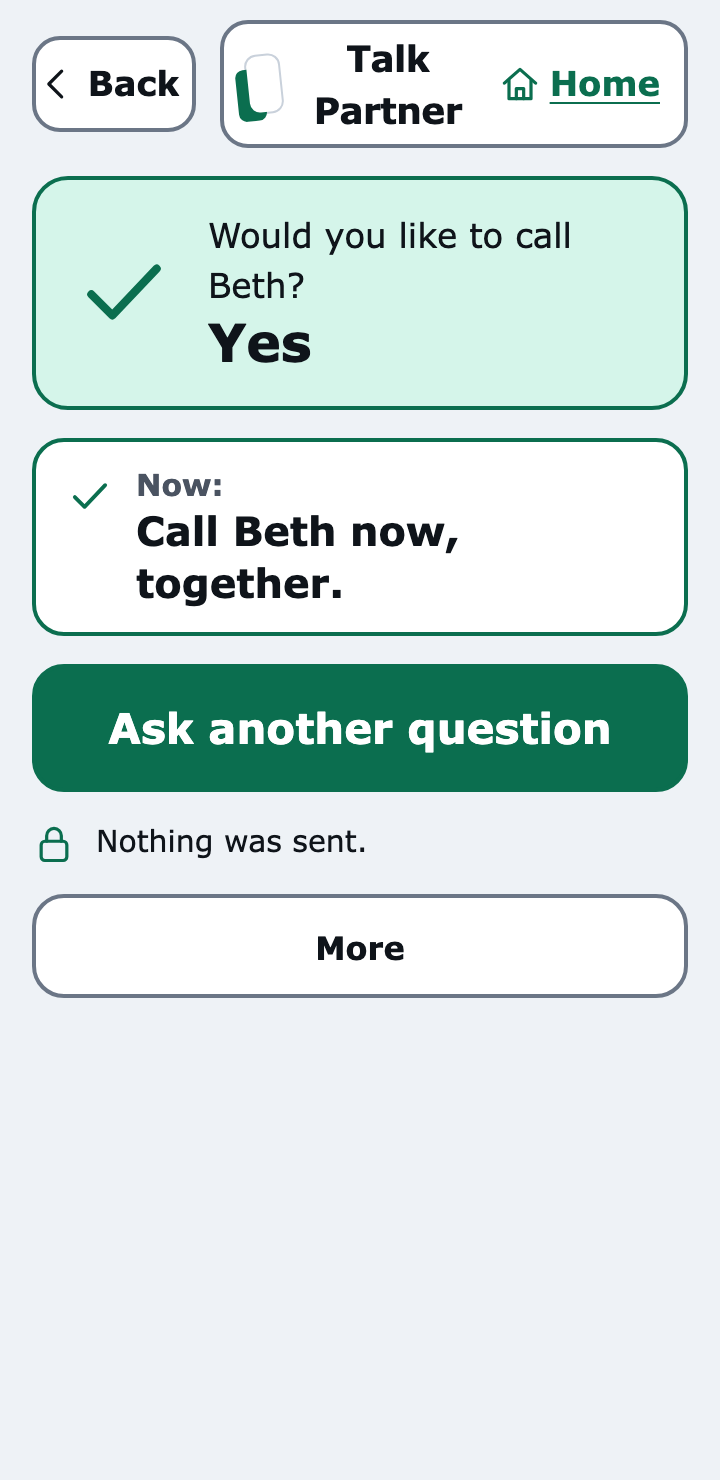 Back
Talk
Partner
Home
Would you like to call
Beth?
Yes
Now:
Call Beth now,
together.
Ask another question
Nothing was sent.
More